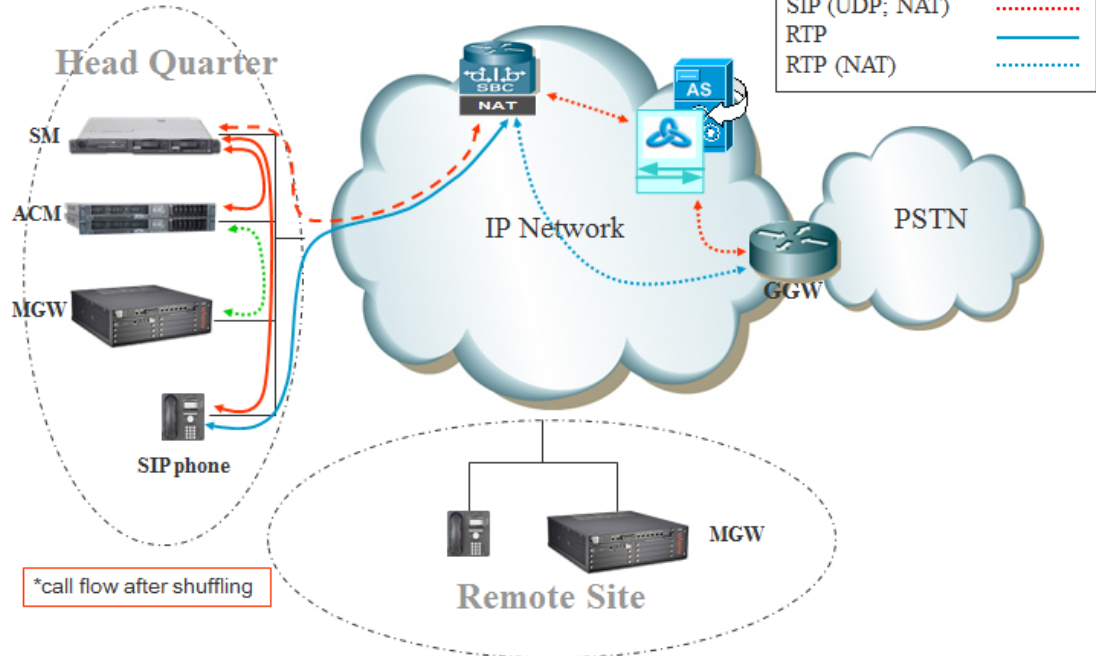 SIP (UDP; NAT)
RTP
RTP (NAT)
Head Quarter
SBC
NAT
AS
SM
ACM
IP Network
PSTN
MGW
GGW
SIP phone
MGW
*call flow after shuffling
Remote Site